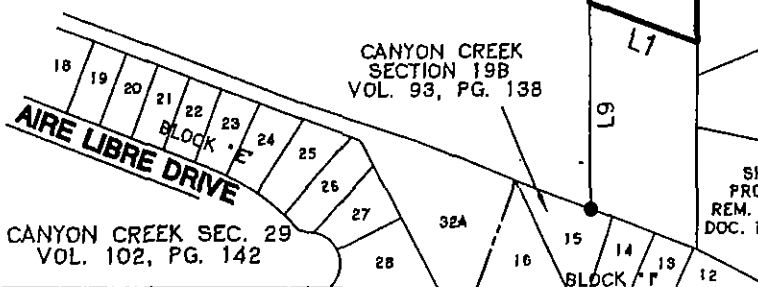 L1
CANYON CREEK
SECTION 19B
VOL. 93, PG. 138
L9
18
19
20
21
22
23
24
25
26
27
28
BLOCK "E"
AIRE LIBRE DRIVE
32A
16
15
14
13
12
BLOCK "I"
PRO
REM.
DOC. 1
CANYON CREEK SEC. 29
VOL. 102, PG. 142